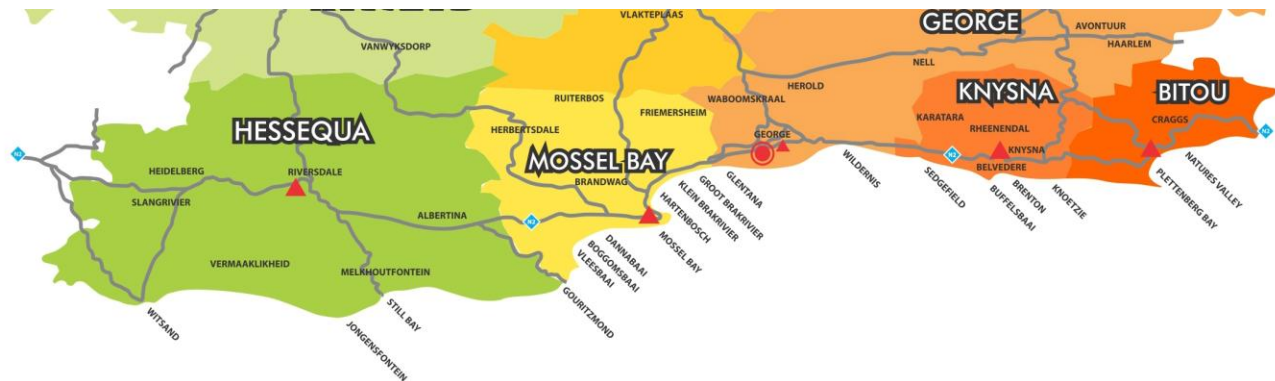 VLAKTEPLAAS
GEORGE
AVONTUUR
HAARLEM
VANWYKSDORP
NELL
HEROLD
RUITERBOS
FRIEMERSHEIM
WABOOMSKRAAL
KNYSNA
BITOU
KARATARA
CRAGGS
HESSEQUA
HERBERTSDALE
GEORGE
RHEENENDAL
N2
N2
KNYSNA
N2
MOSSEL BAY
BELVEDERE
HEIDELBERG
RIVERSDALE
BRANDWAG
SLANGRIVIER
ALBERTINA
N2
VERMAAKLIKHEID
MELKHOUTFONTEIN
WITSAND
JONGENSFONTEIN
STILL BAY
GOURITZMOND
VLEESBAAI
BOGGOMSBAAI
DANNABAAI
MOSSEL BAY
HARTENBOSCH
KLEIN BRAKRIVIER
GROOT BRAKRIVIER
GLENTANA
WILDERNIS
SEDGEFIELD
BUFFELSBAAI
BRENTON
KNOETZIE
PLETTENBERG BAY
NATURES VALLEY